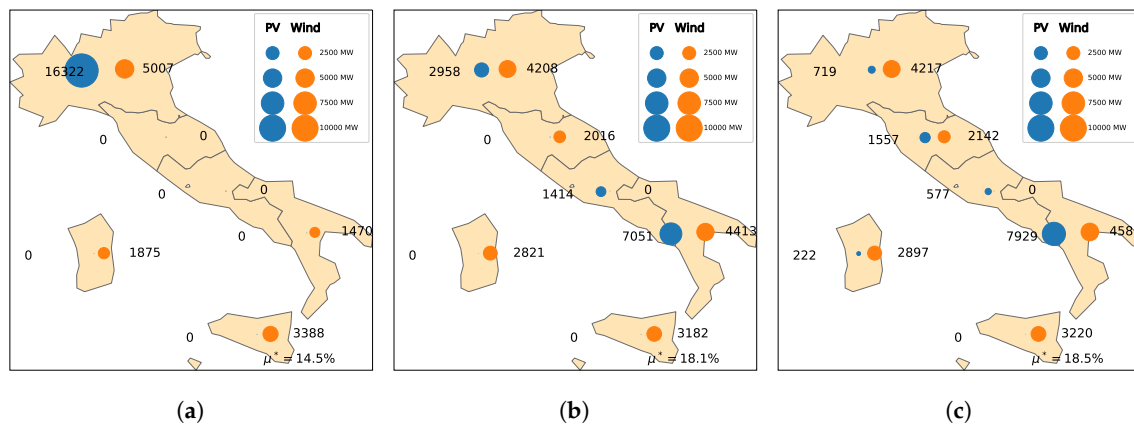 PV Wind
2500 MW
5000 MW
7500 MW
10000 MW
16322 5007
0 0
0 0
0 1470
0 1875
0 3388
μ* = 14.5%
(a)
PV Wind
2500 MW
5000 MW
7500 MW
10000 MW
2958 4208
0 2016
1414 0
7051 4413
0 2821
0 3182
μ* = 18.1%
(b)
PV Wind
2500 MW
5000 MW
7500 MW
10000 MW
719 4217
1557 2142
577 0
7929 458
222 2897
0 3220
μ* = 18.5%
(c)